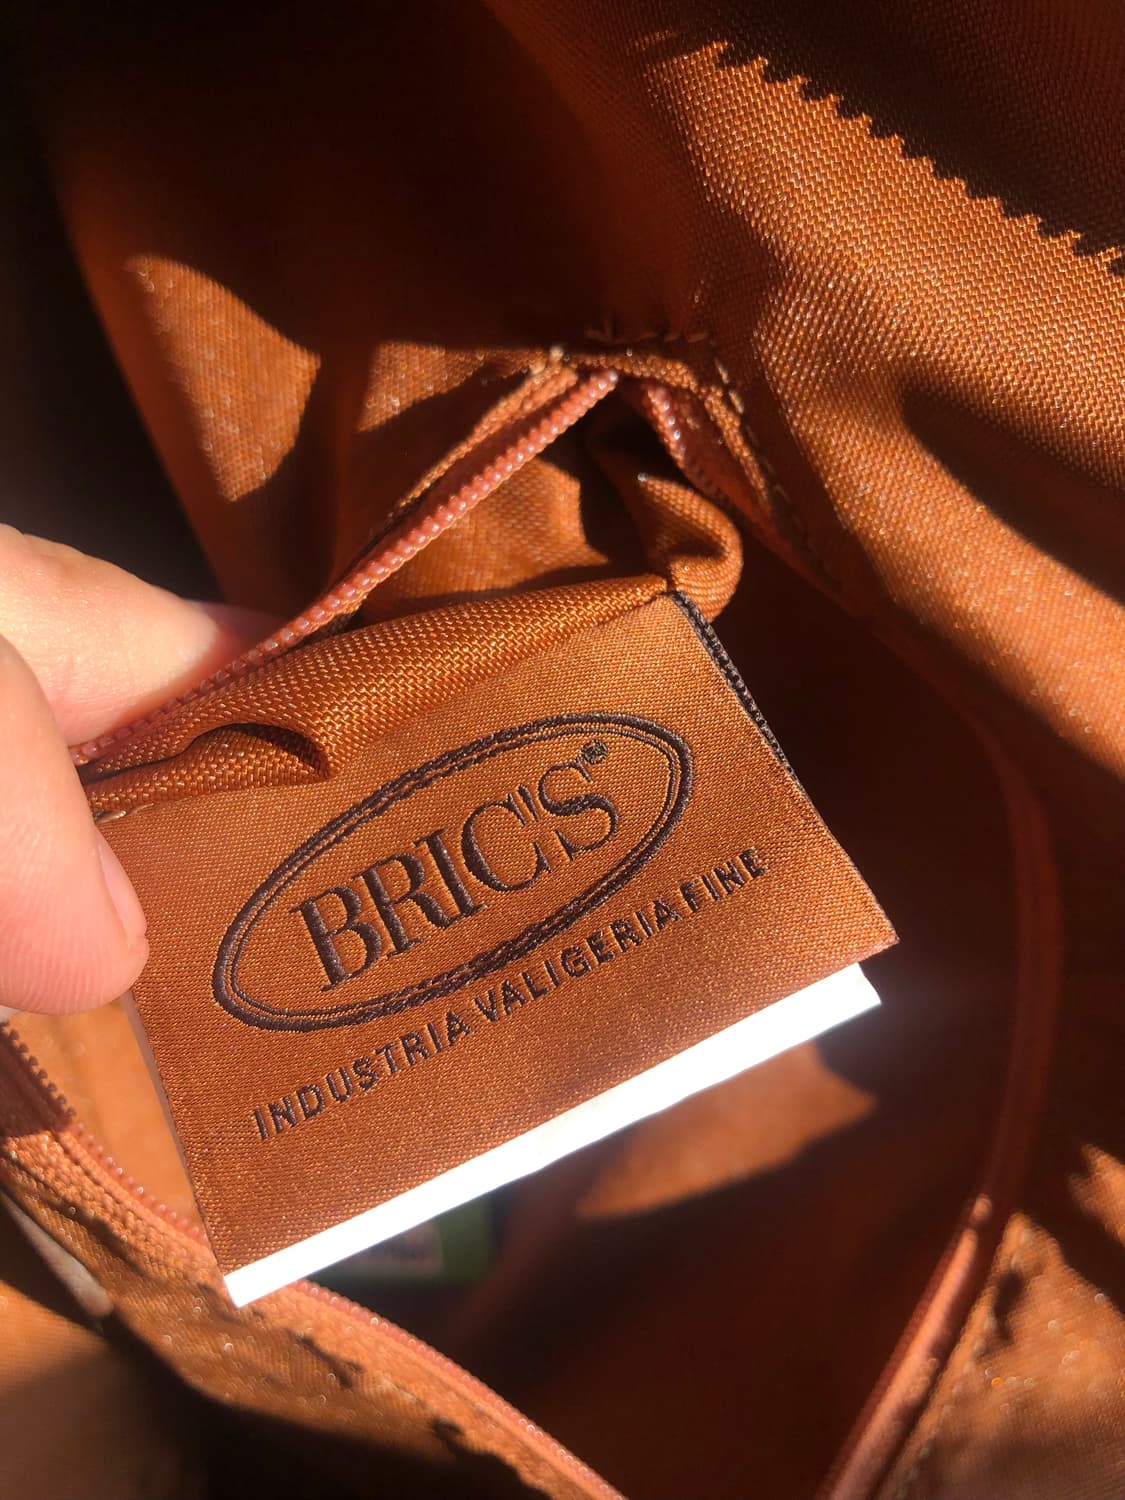 BRIC'S®
INDUSTRIA VALIGERIA FINE